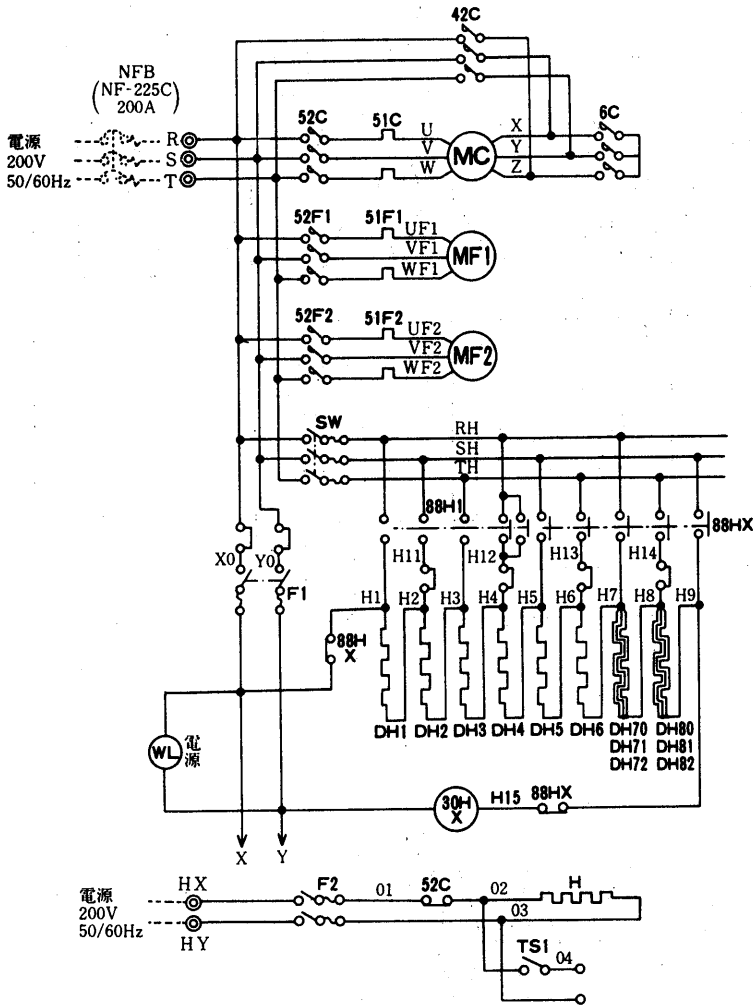 42C
NFB
(NF-225C)
200A
電源
200V
50/60Hz
R
S
T
52C
51C
U
V
W
MC
X
Y
Z
6C
52F1
51F1
UF1
VF1
WF1
MF1
52F2
51F2
UF2
VF2
WF2
MF2
SW
RH
SH
TH
88H1
88HX
X0
Y0
F1
H11
H12
H13
H14
H1
H2
H3
H4
H5
H6
H7
H8
H9
88H
X
DH1
DH2
DH3
DH4
DH5
DH6
DH70
DH71
DH72
DH80
DH81
DH82
WL
電源
30H
X
H15
88HX
X
Y
電源
200V
50/60Hz
HX
HY
F2
01
52C
02
H
03
TS1
04